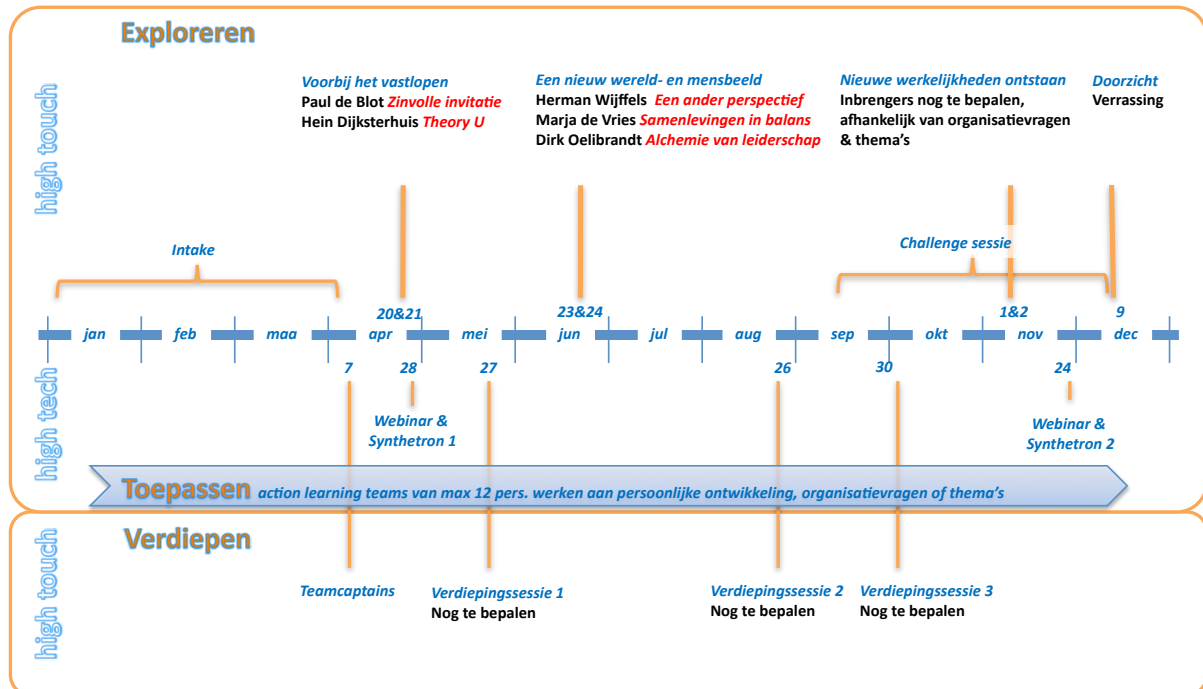 Exploreren
high touch
Voorbij het vastlopen
Paul de Blot Zinvolle invitatie
Hein Dijksterhuis Theory U
Een nieuw wereld- en mensbeeld
Herman Wijffels Een ander perspectief
Marja de Vries Samenlevingen in balans
Dirk Oelibrandt Alchemie van leiderschap
Nieuwe werkelijkheden ontstaan
Inbrengers nog te bepalen,
afhankelijk van organisatievragen
& thema's
Doorzicht
Verrassing
Intake
Challenge sessie
20&21
23&24
1&2
9
jan feb maa apr mei jun jul aug sep okt nov dec
7
28
27
26
30
24
high tech
Webinar &
Synthetron 1
Webinar &
Synthetron 2
Toepassen action learning teams van max 12 pers. werken aan persoonlijke ontwikkeling, organisatievragen of thema's
Verdiepen
high touch
Teamcaptains
Verdiepingssessie 1
Nog te bepalen
Verdiepingssessie 2
Nog te bepalen
Verdiepingssessie 3
Nog te bepalen